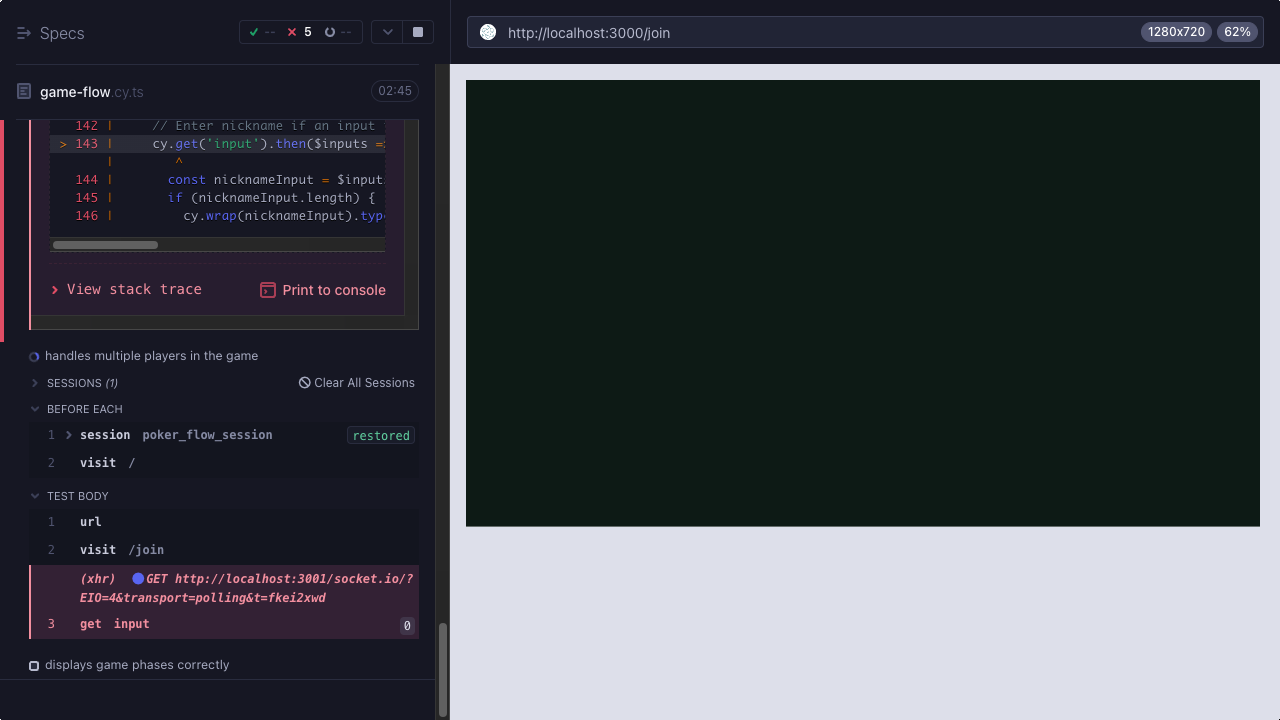 Specs
-- 5 --
http://localhost:3000/join
1280x720
62%
game-flow.cy.ts
02:45
142 | // Enter nickname if an input
> 143 | cy.get('input').then($inputs =>
| ^
144 | const nicknameInput = $input
145 | if (nicknameInput.length) {
146 | cy.wrap(nicknameInput).typ
View stack trace
Print to console
handles multiple players in the game
SESSIONS (1)
Clear All Sessions
BEFORE EACH
1 session poker_flow_session restored
2 visit /
TEST BODY
1 url
2 visit /join
(xhr) GET http://localhost:3001/socket.io/?
EIO=4&transport=polling&t=fkei2xwd
3 get input 0
displays game phases correctly